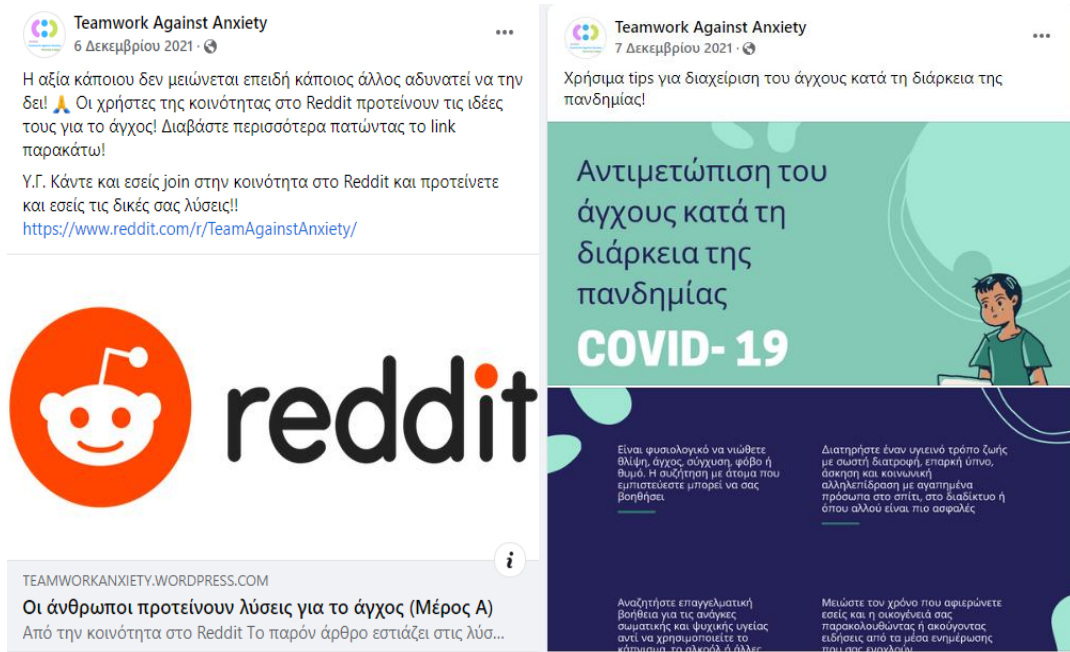 Teamwork Against Anxiety
6 Δεκεμβρίου 2021 ·
Η αξία κάποιου δεν μειώνεται επειδή κάποιος άλλος αδυνατεί να την
δει! 🙏 Οι χρήστες της κοινότητας στο Reddit προτείνουν τις ιδέες
τους για το άγχος! Διαβάστε περισσότερα πατώντας το link
παρακάτω!
Υ.Γ. Κάντε και εσείς join στην κοινότητα στο Reddit και προτείνετε
και εσείς τις δικές σας λύσεις!!
https://www.reddit.com/r/TeamAgainstAnxiety/
reddit
i
TEAMWORKANXIETY.WORDPRESS.COM
Οι άνθρωποι προτείνουν λύσεις για το άγχος (Μέρος Α)
Από την κοινότητα στο Reddit Το παρόν άρθρο εστιάζει στις λύσ...
Teamwork Against Anxiety
7 Δεκεμβρίου 2021 ·
Χρήσιμα tips για διαχείριση του άγχους κατά τη διάρκεια της
πανδημίας!
Αντιμετώπιση του
άγχους κατά τη
διάρκεια της
πανδημίας
COVID- 19
Είναι φυσιολογικό να νιώθετε
θλίψη, άγχος, σύγχυση, φόβο ή
θυμό. Η συζήτηση με άτομα που
εμπιστεύεστε μπορεί να σας
βοηθήσει
Διατηρήστε έναν υγιεινό τρόπο ζωής
με σωστή διατροφή, επαρκή ύπνο,
άσκηση και κοινωνική
αλληλεπίδραση με αγαπημένα
πρόσωπα στο σπίτι, στο διαδίκτυο ή
όπου αλλού είναι πιο ασφαλές
Αναζητήστε επαγγελματική
βοήθεια για τις ανάγκες
σωματικής και ψυχικής υγείας
αντί να χρησιμοποιείτε το
κάπνισμα, το αλκοόλ ή άλλες
Μειώστε τον χρόνο που αφιερώνετε
εσείς και η οικογένειά σας
παρακολουθώντας ή ακούγοντας
ειδήσεις από τα μέσα ενημέρωσης
που σας ενοχλούν